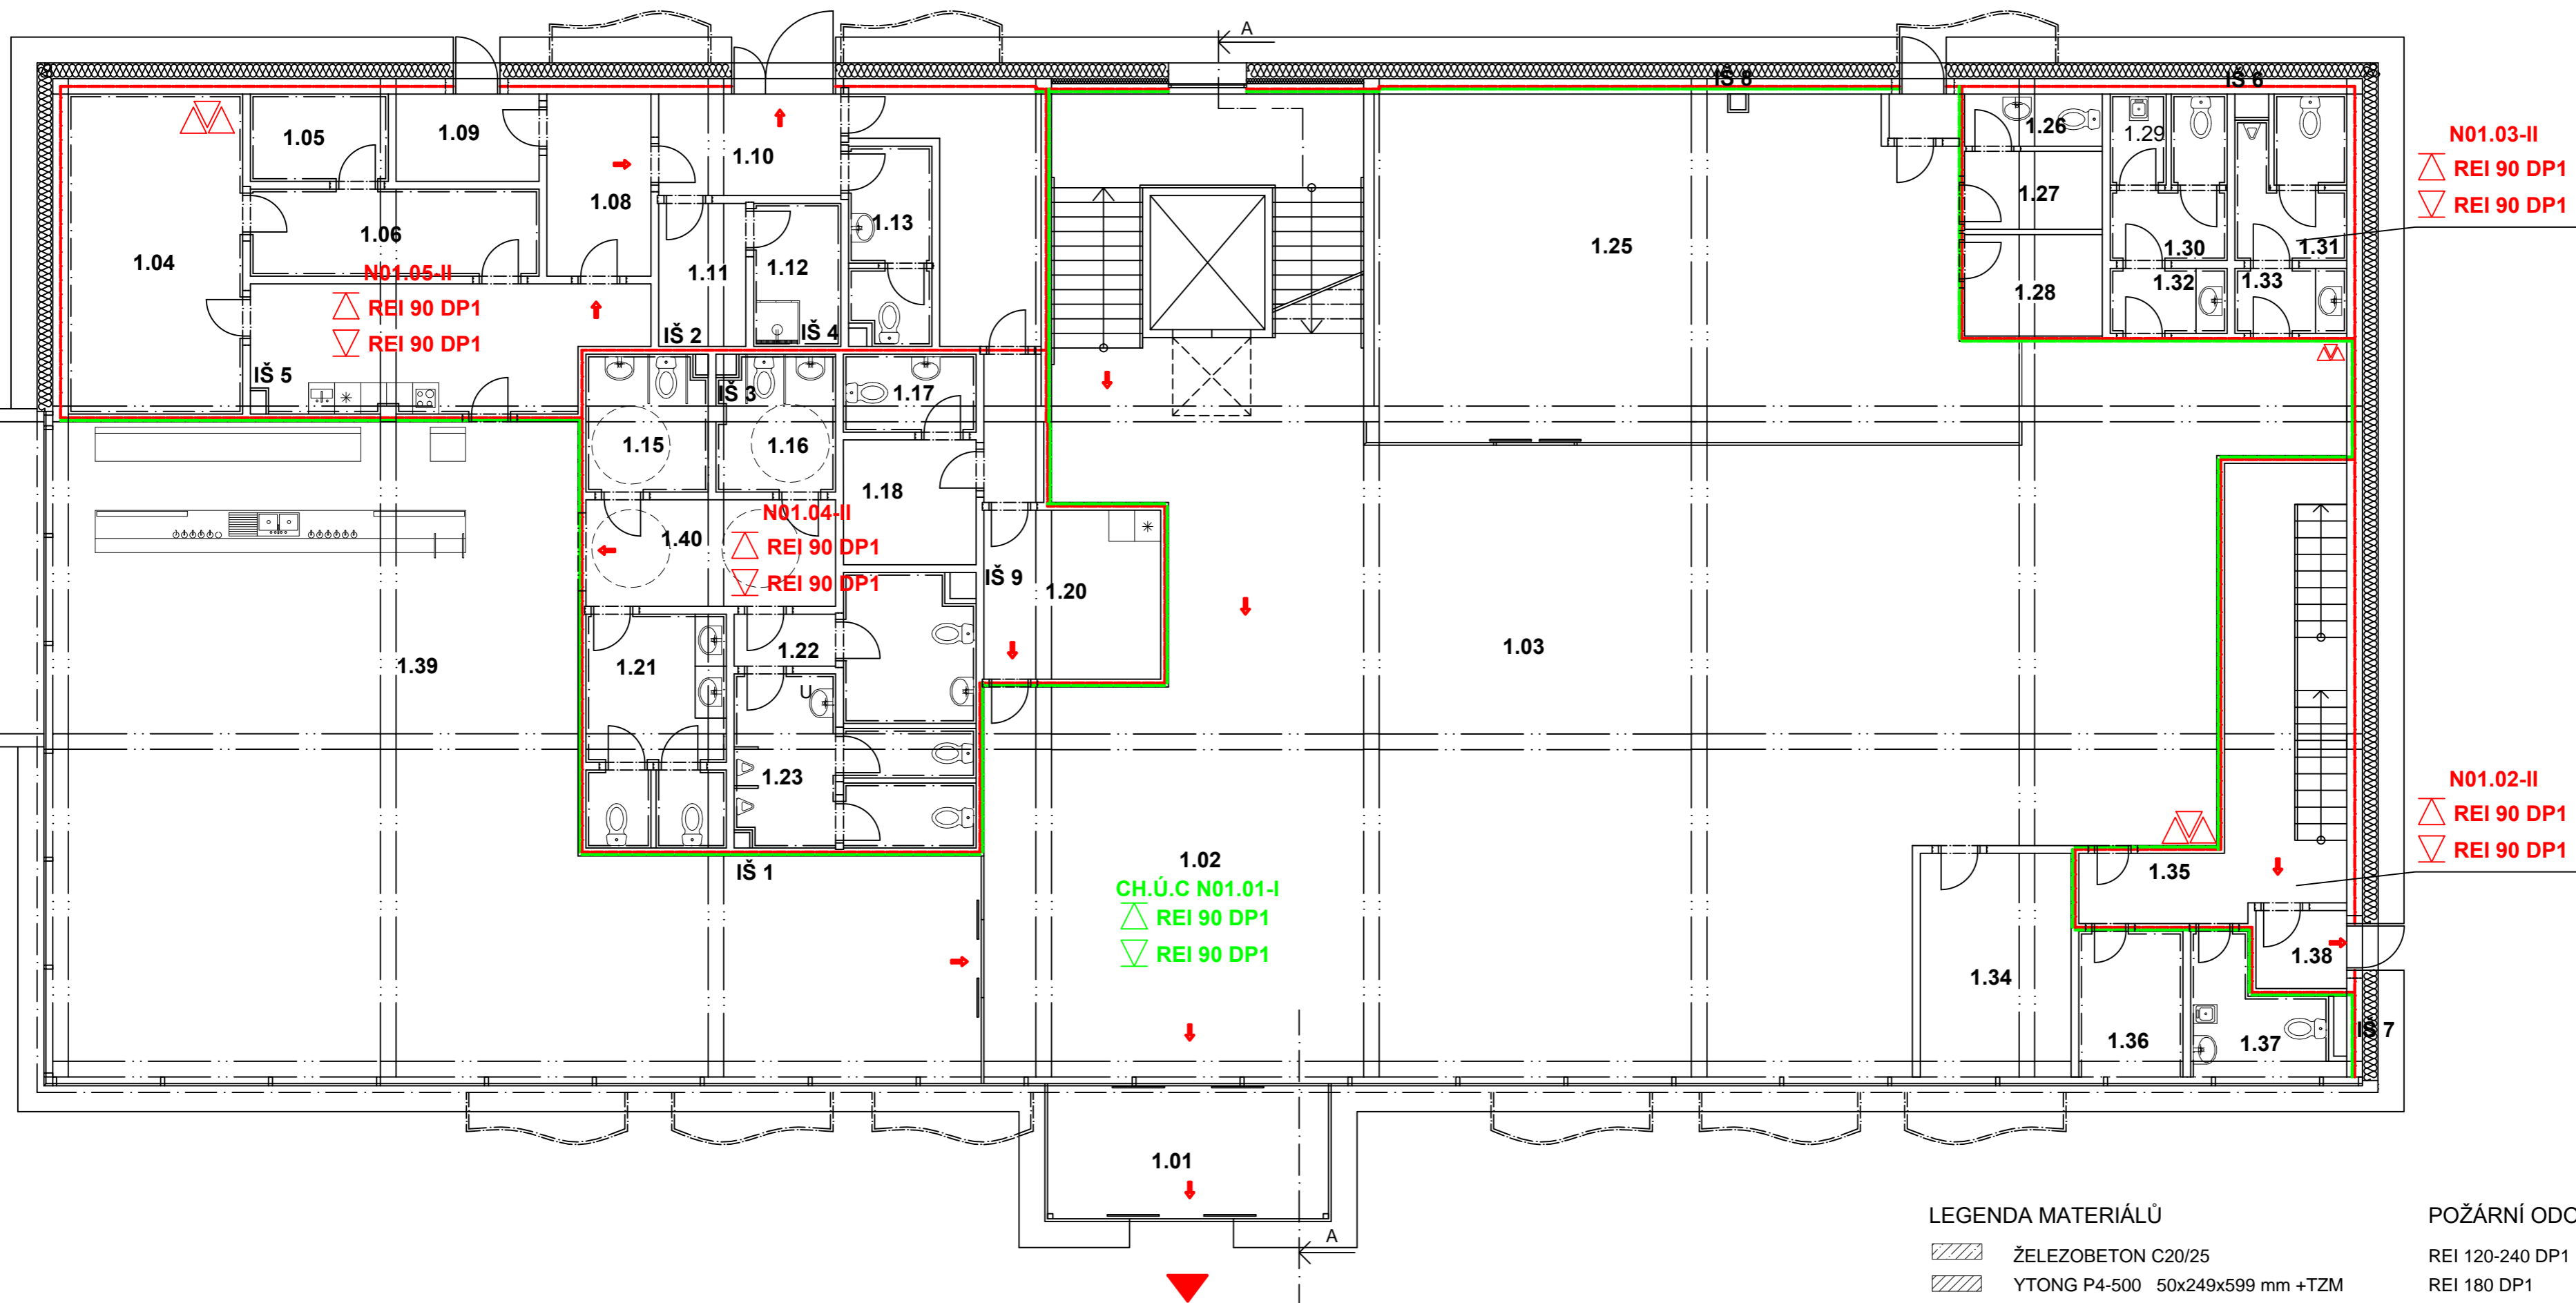 A
IŠ 8
IŠ 6
1.05
1.09
1.10
1.26
1.29
N01.03-II
REI 90 DP1
REI 90 DP1
1.27
1.08
1.13
1.06
1.04
1.25
1.30
1.31
N01.05-II
REI 90 DP1
REI 90 DP1
1.11
1.12
1.28
1.32
1.33
IŠ 2
IŠ 4
IŠ 5
IŠ 3
1.17
1.15
1.16
1.18
N01.04-II
1.40
REI 90 DP1
REI 90 DP1
IŠ 9
1.20
1.39
1.21
1.22
U
1.03
1.23
N01.02-II
REI 90 DP1
REI 90 DP1
IŠ 1
1.02
CH.Ú.C N01.01-I
REI 90 DP1
REI 90 DP1
1.35
1.34
1.38
1.36
1.37
IŠ 7
1.01
A
LEGENDA MATERIÁLŮ
ŽELEZOBETON C20/25
YTONG P4-500 50x249x599 mm +TZM
POŽÁRNÍ ODO
REI 120-240 DP1
REI 180 DP1